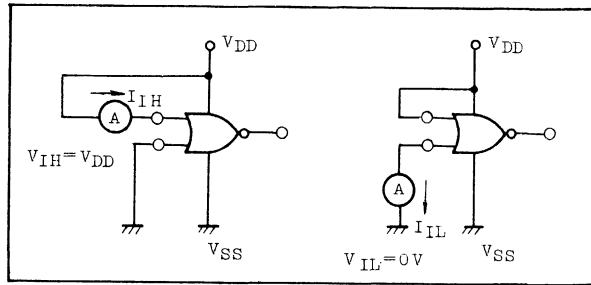 V_DD
V_DD
I_IH
A
V_IH=V_DD
A
I_IL
V_SS
V_IL=0V
V_SS